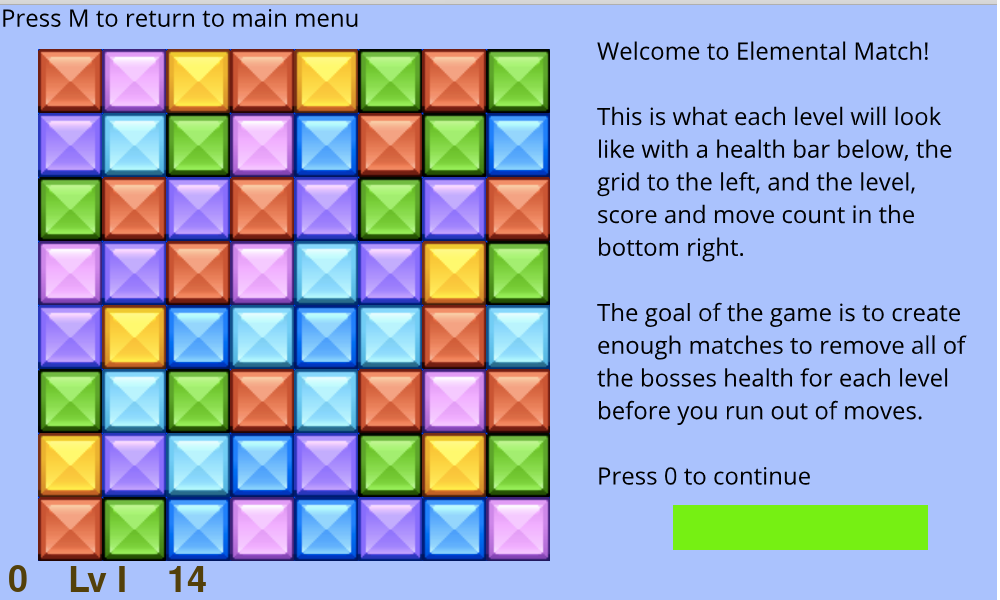 Press M to return to main menu
Welcome to Elemental Match!
This is what each level will look
like with a health bar below, the
grid to the left, and the level,
score and move count in the
bottom right.
The goal of the game is to create
enough matches to remove all of
the bosses health for each level
before you run out of moves.
Press 0 to continue
0 Lv I 14